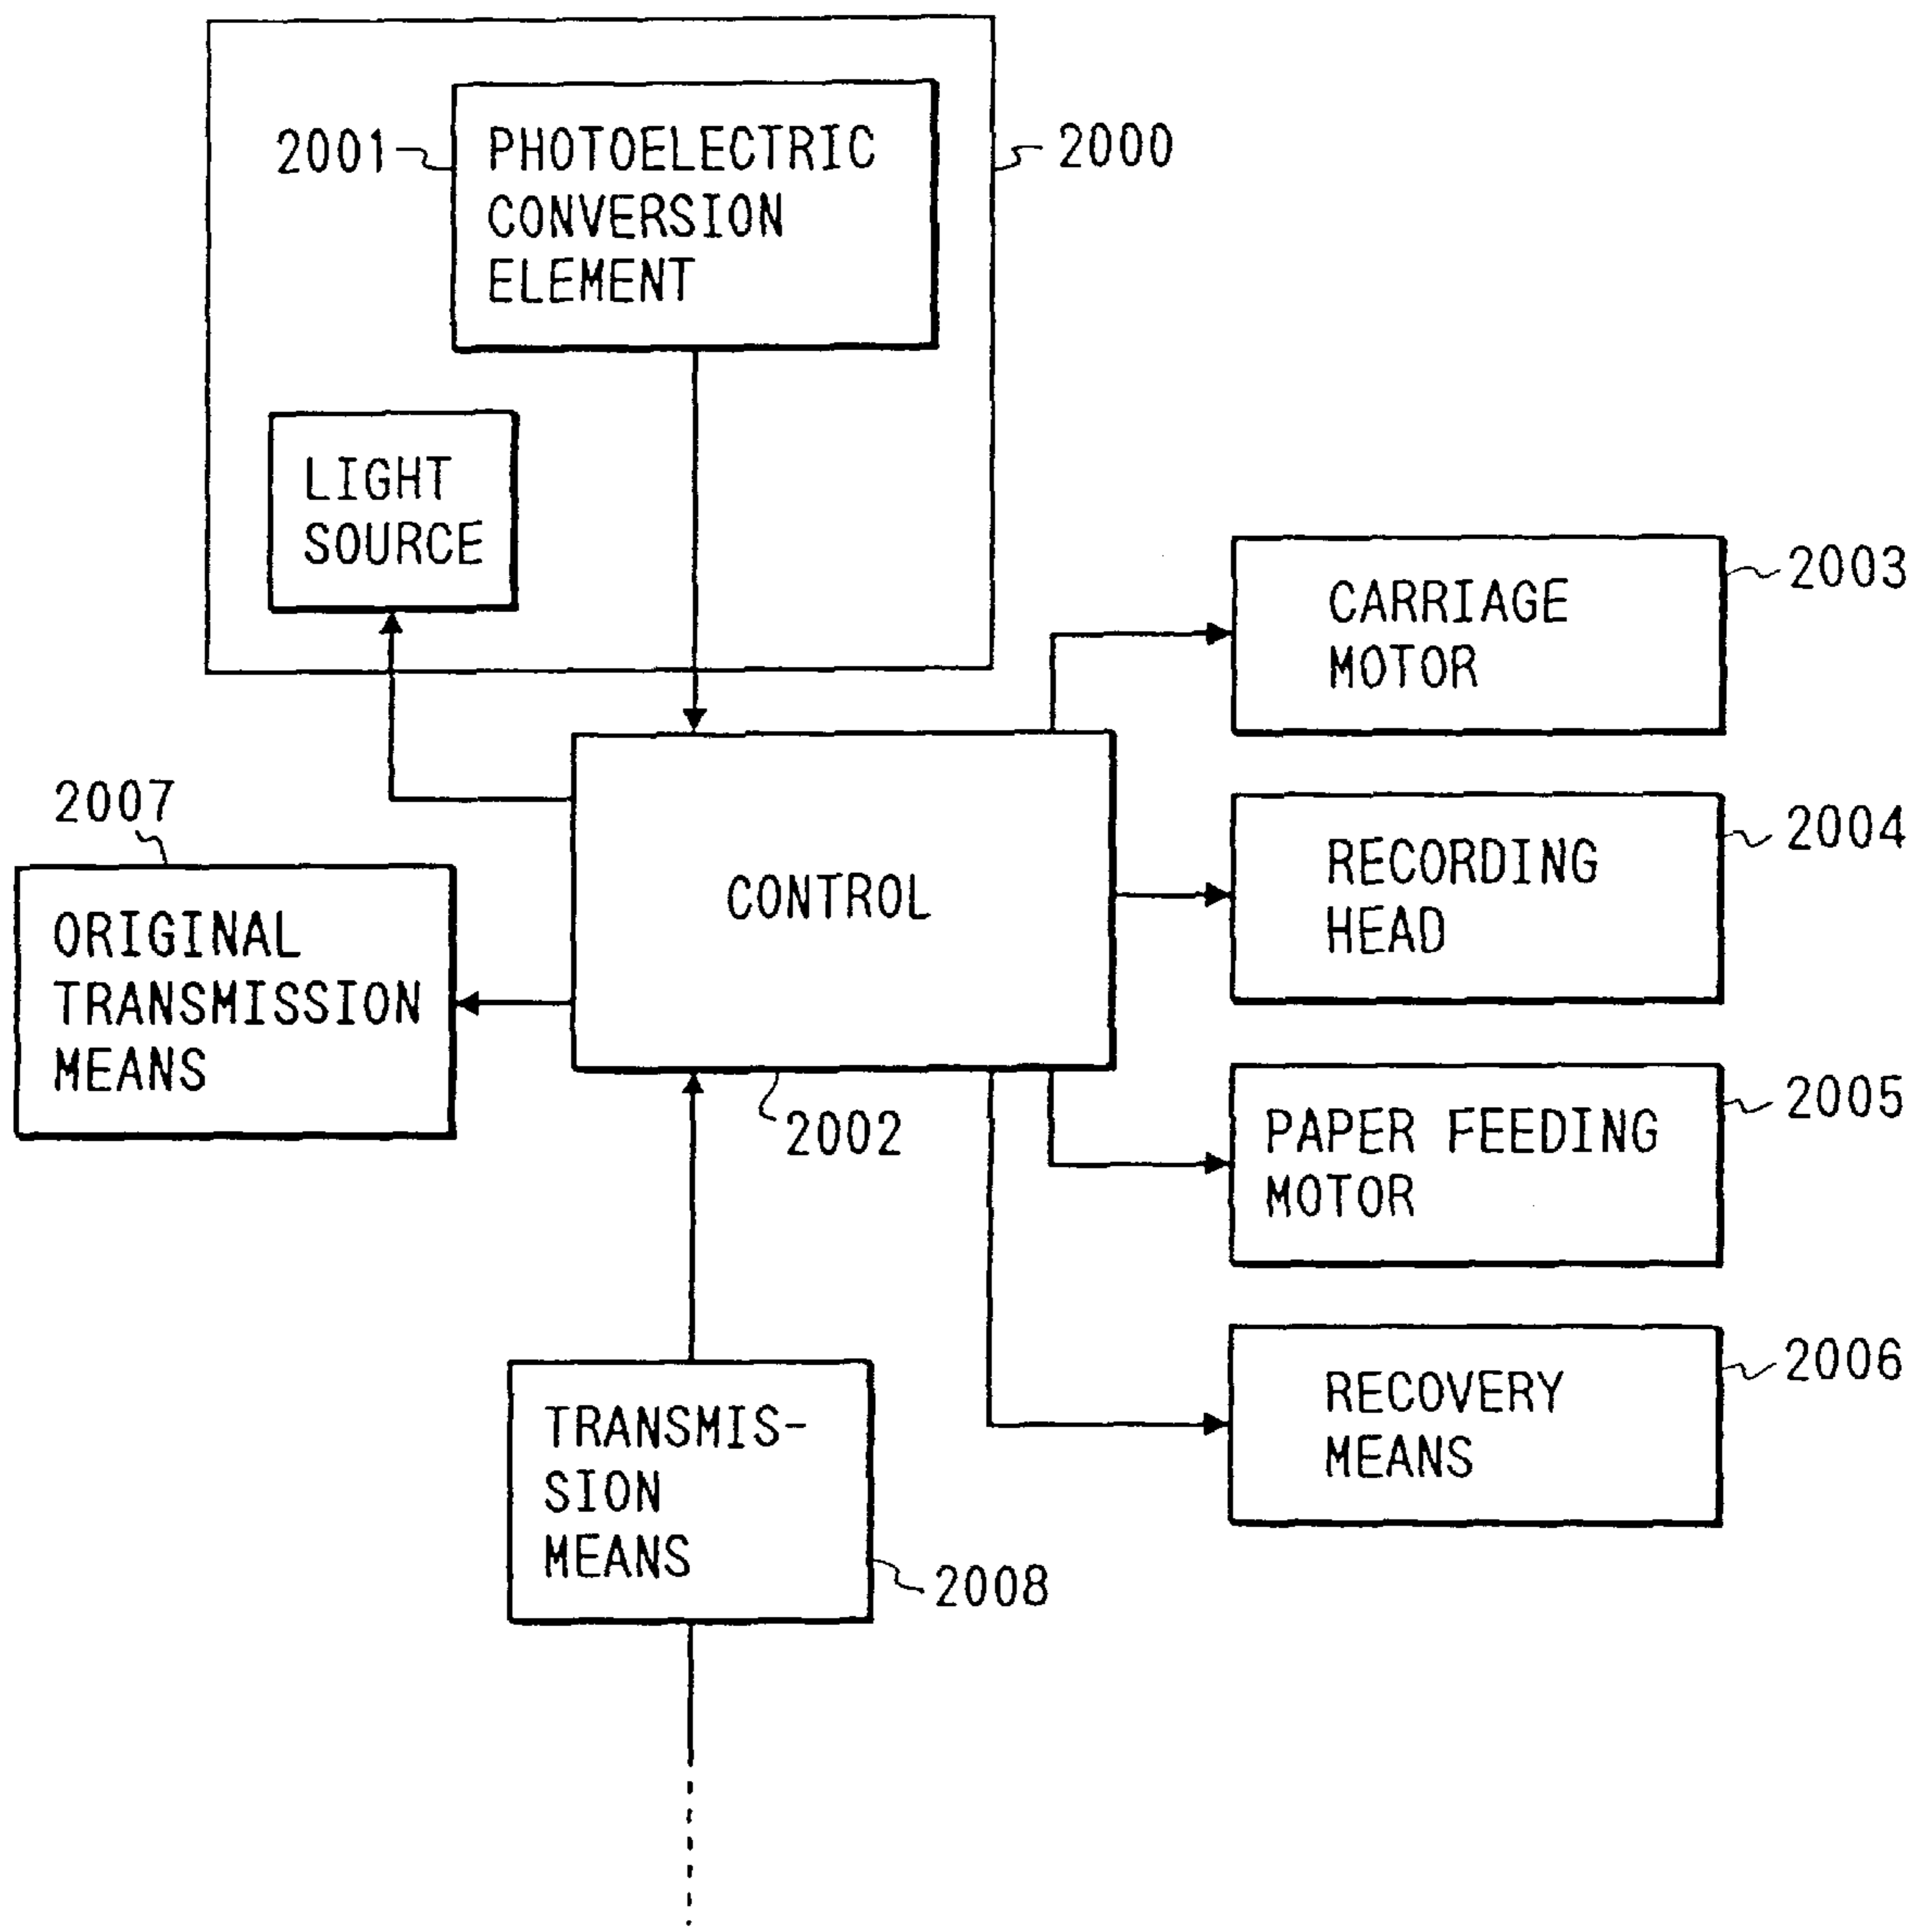 2001
PHOTOELECTRIC
CONVERSION
ELEMENT
2000
LIGHT
SOURCE
CARRIAGE
MOTOR
2003
2007
ORIGINAL
TRANSMISSION
MEANS
CONTROL
2002
RECORDING
HEAD
2004
PAPER FEEDING
MOTOR
2005
TRANSMIS-
SION
MEANS
2008
RECOVERY
MEANS
2006